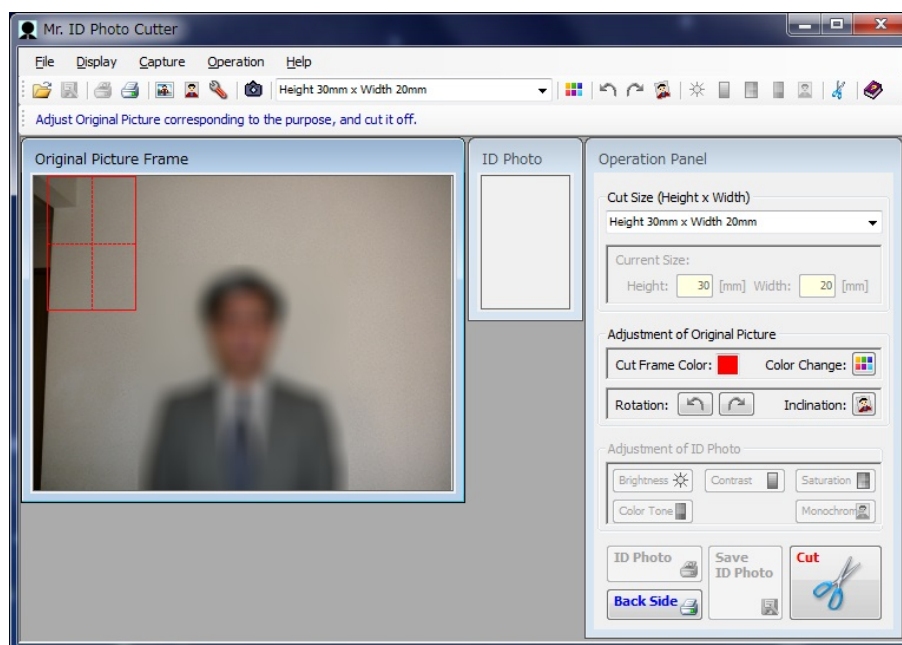 Mr. ID Photo Cutter
File Display Capture Operation Help
Height 30mm x Width 20mm
Adjust Original Picture corresponding to the purpose, and cut it off.
Original Picture Frame
ID Photo
Operation Panel
Cut Size (Height x Width)
Height 30mm x Width 20mm
Current Size:
Height: 30 [mm] Width: 20 [mm]
Adjustment of Original Picture
Cut Frame Color: Color Change:
Rotation: Inclination:
Adjustment of ID Photo
Brightness Contrast Saturation
Color Tone Monochrom
ID Photo
Save
ID Photo
Cut
Back Side